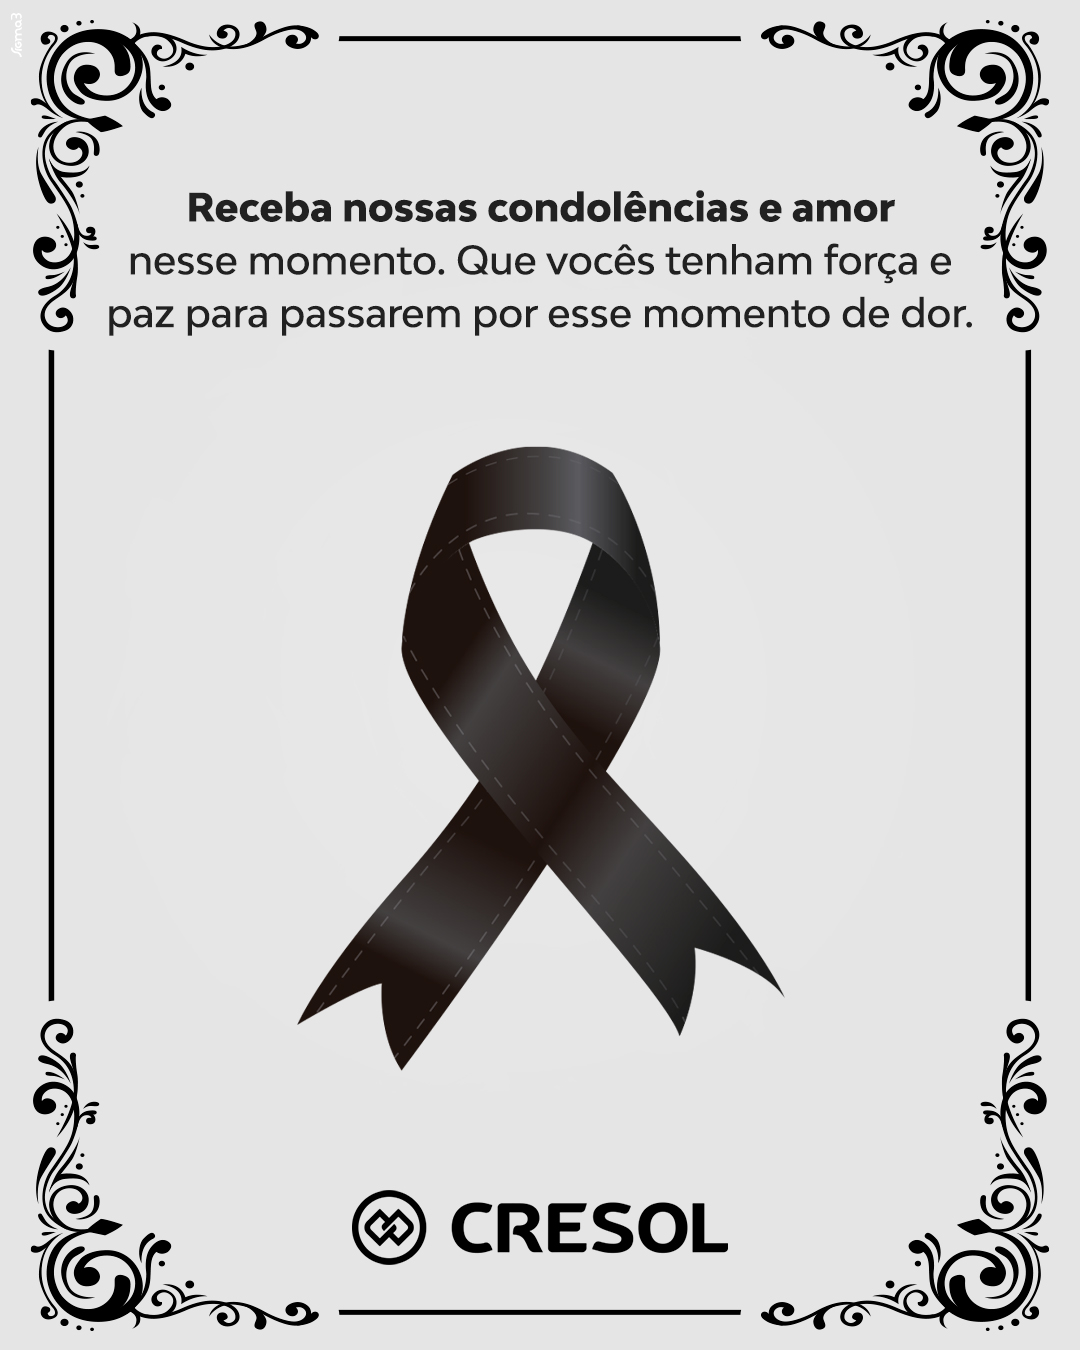 Receba nossas condolências e amor
nesse momento. Que vocês tenham força e
paz para passarem por esse momento de dor.
CRESOL